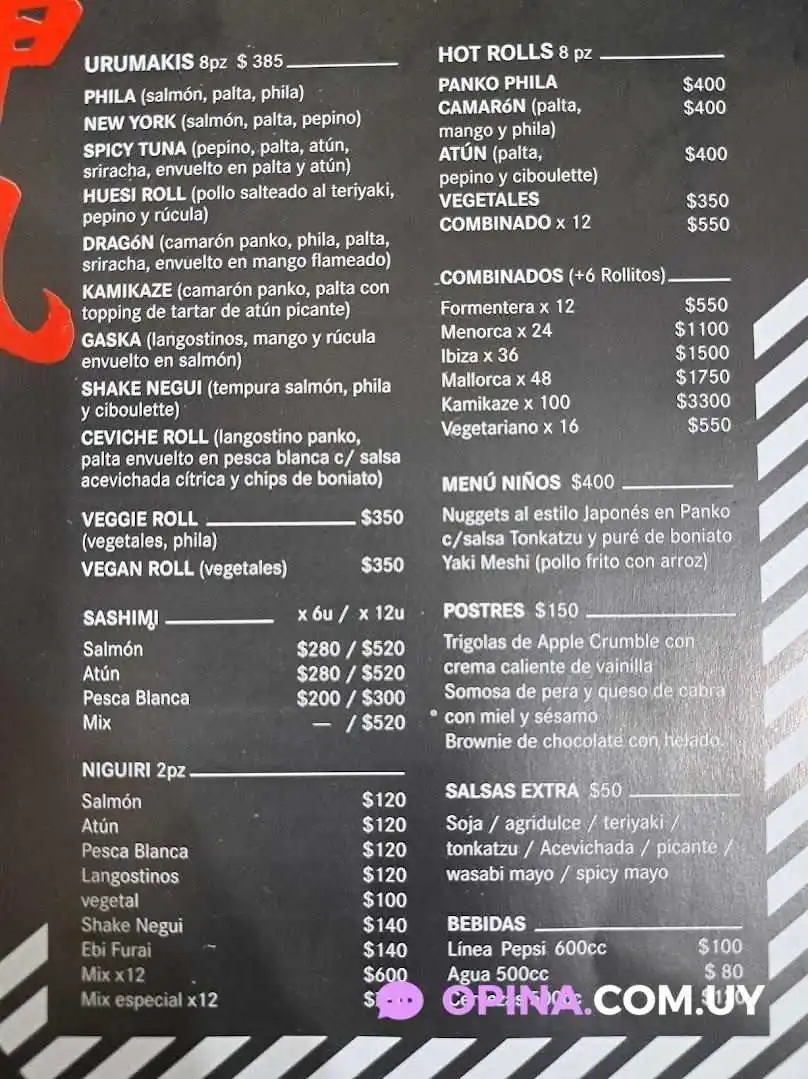 URUMAKIS 8pz $ 385
PHILA (salmón, palta, phila)
NEW YORK (salmón, palta, pepino)
SPICY TUNA (pepino, palta, atún,
sriracha, envuelto en palta y atún)
HUESI ROLL (pollo salteado al teriyaki,
pepino y rúcula)
DRAGóN (camarón panko, phila, palta,
sriracha, envuelto en mango flameado)
KAMIKAZE (camarón panko, palta con
topping de tartar de atún picante)
GASKA (langostinos, mango y rúcula
envuelto en salmón)
SHAKE NEGUI (tempura salmón, phila
y ciboulette)
CEVICHE ROLL (langostino panko,
palta envuelto en pesca blanca c/ salsa
acevichada cítrica y chips de boniato)
VEGGIE ROLL $350
(vegetales, phila)
VEGAN ROLL (vegetales) $350
SASHIMI x 6u / x 12u
Salmón $280 / $520
Atún $280 / $520
Pesca Blanca $200 / $300
Mix — / $520
NIGUIRI 2pz
Salmón $120
Atún $120
Pesca Blanca $120
Langostinos $120
vegetal $100
Shake Negui $140
Ebi Furai $140
Mix x12 $600
Mix especial x12
HOT ROLLS 8 pz
PANKO PHILA $400
CAMARóN (palta, $400
mango y phila)
ATÚN (palta, $400
pepino y ciboulette)
VEGETALES $350
COMBINADO x 12 $550
COMBINADOS (+6 Rollitos)
Formentera x 12 $550
Menorca x 24 $1100
Ibiza x 36 $1500
Mallorca x 48 $1750
Kamikaze x 100 $3300
Vegetariano x 16 $550
MENÚ NIÑOS $400
Nuggets al estilo Japonés en Panko
c/salsa Tonkatzu y puré de boniato
Yaki Meshi (pollo frito con arroz)
POSTRES $150
Trigolas de Apple Crumble con
crema caliente de vainilla
Somosa de pera y queso de cabra
con miel y sésamo
Brownie de chocolate con helado.
SALSAS EXTRA $50
Soja / agridulce / teriyaki /
tonkatzu / Acevichada / picante /
wasabi mayo / spicy mayo
BEBIDAS
Línea Pepsi 600cc $100
Agua 500cc $ 80
OPINA.COM.UY